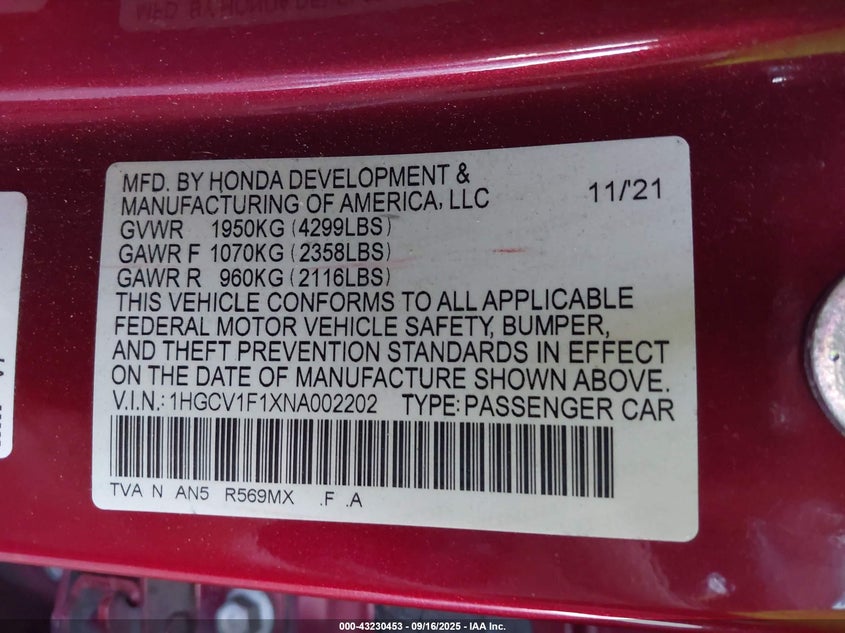 MFD. BY HONDA DEVELOPMENT &
MANUFACTURING OF AMERICA, LLC 11/'21
GVWR 1950KG (4299LBS)
GAWR F 1070KG (2358LBS)
GAWR R 960KG (2116LBS)
THIS VEHICLE CONFORMS TO ALL APPLICABLE
FEDERAL MOTOR VEHICLE SAFETY, BUMPER,
AND THEFT PREVENTION STANDARDS IN EFFECT
ON THE DATE OF MANUFACTURE SHOWN ABOVE.
V.I.N.: 1HGCV1F1XNA002202 TYPE: PASSENGER CAR
TVA N AN5 R569MX .F .A
000-43230453 - 09/16/2025 - IAA Inc.